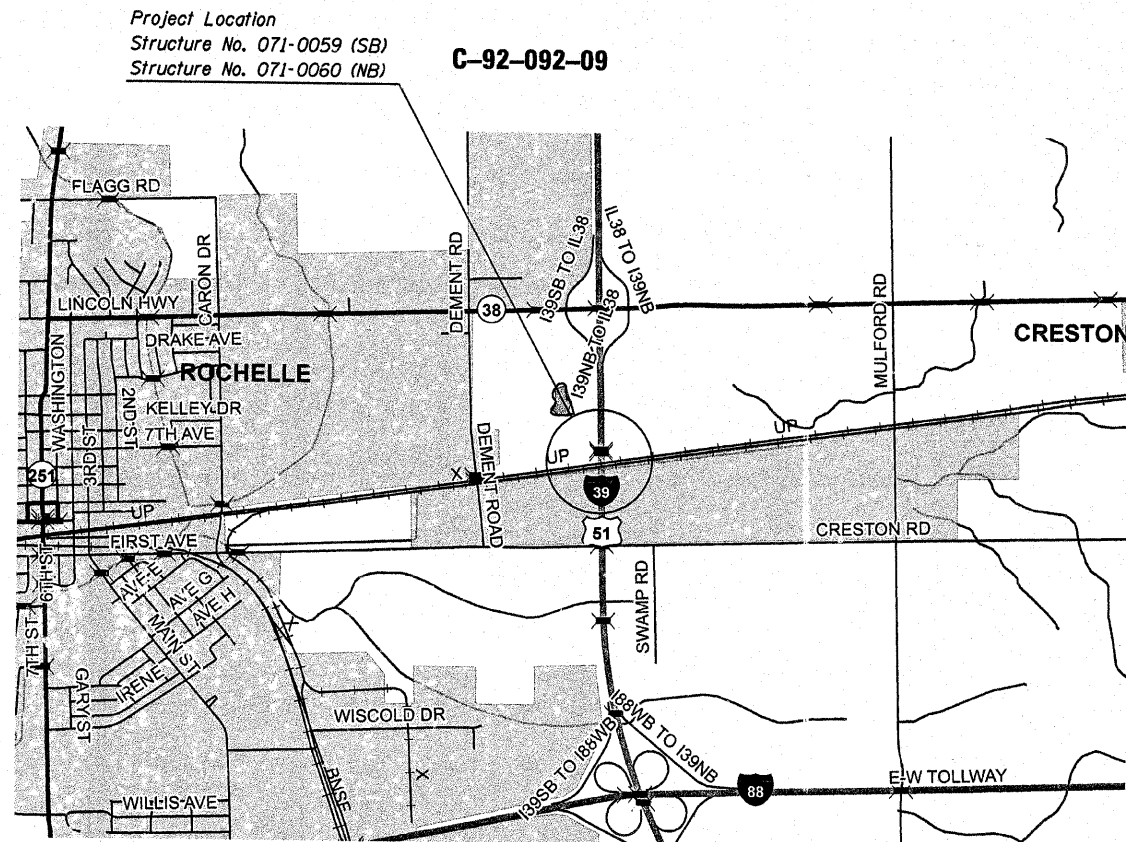 Project Location
Structure No. 071-0059 (SB)
Structure No. 071-0060 (NB)
C-92-092-09
FLAGG RD
CARON DR
DEMENT RD
I39SB TO IL38
IL38 TO I39NB
LINCOLN HWY
38
MULFORD RD
CRESTON
DRAKE AVE
WASHINGTON
I39NB TO IL38
ROCHELLE
2ND ST
3RD ST
KELLEY DR
7TH AVE
UP
251
DEMENT ROAD
UP
X
39
UP
51
CRESTON RD
FIRST AVE
6TH ST
AVE E
AVE G
AVE H
SWAMP RD
X
7TH ST
MAIN ST
IRENE
GARY ST
WISCOLD DR
I88WB TO I39NB
I39SB TO I88WB
X
BNSF
88
E-W TOLLWAY
WILLIS AVE